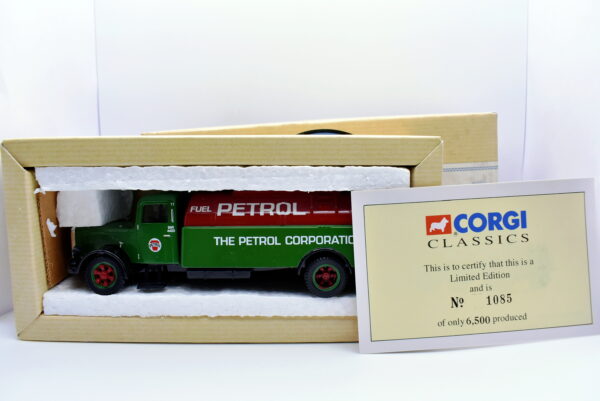 FUEL PETROL
THE PETROL CORPORATIO
CORGI
CLASSICS
This is to certify that this is a
Limited Edition
and is
No. 1085
of only 6,500 produced